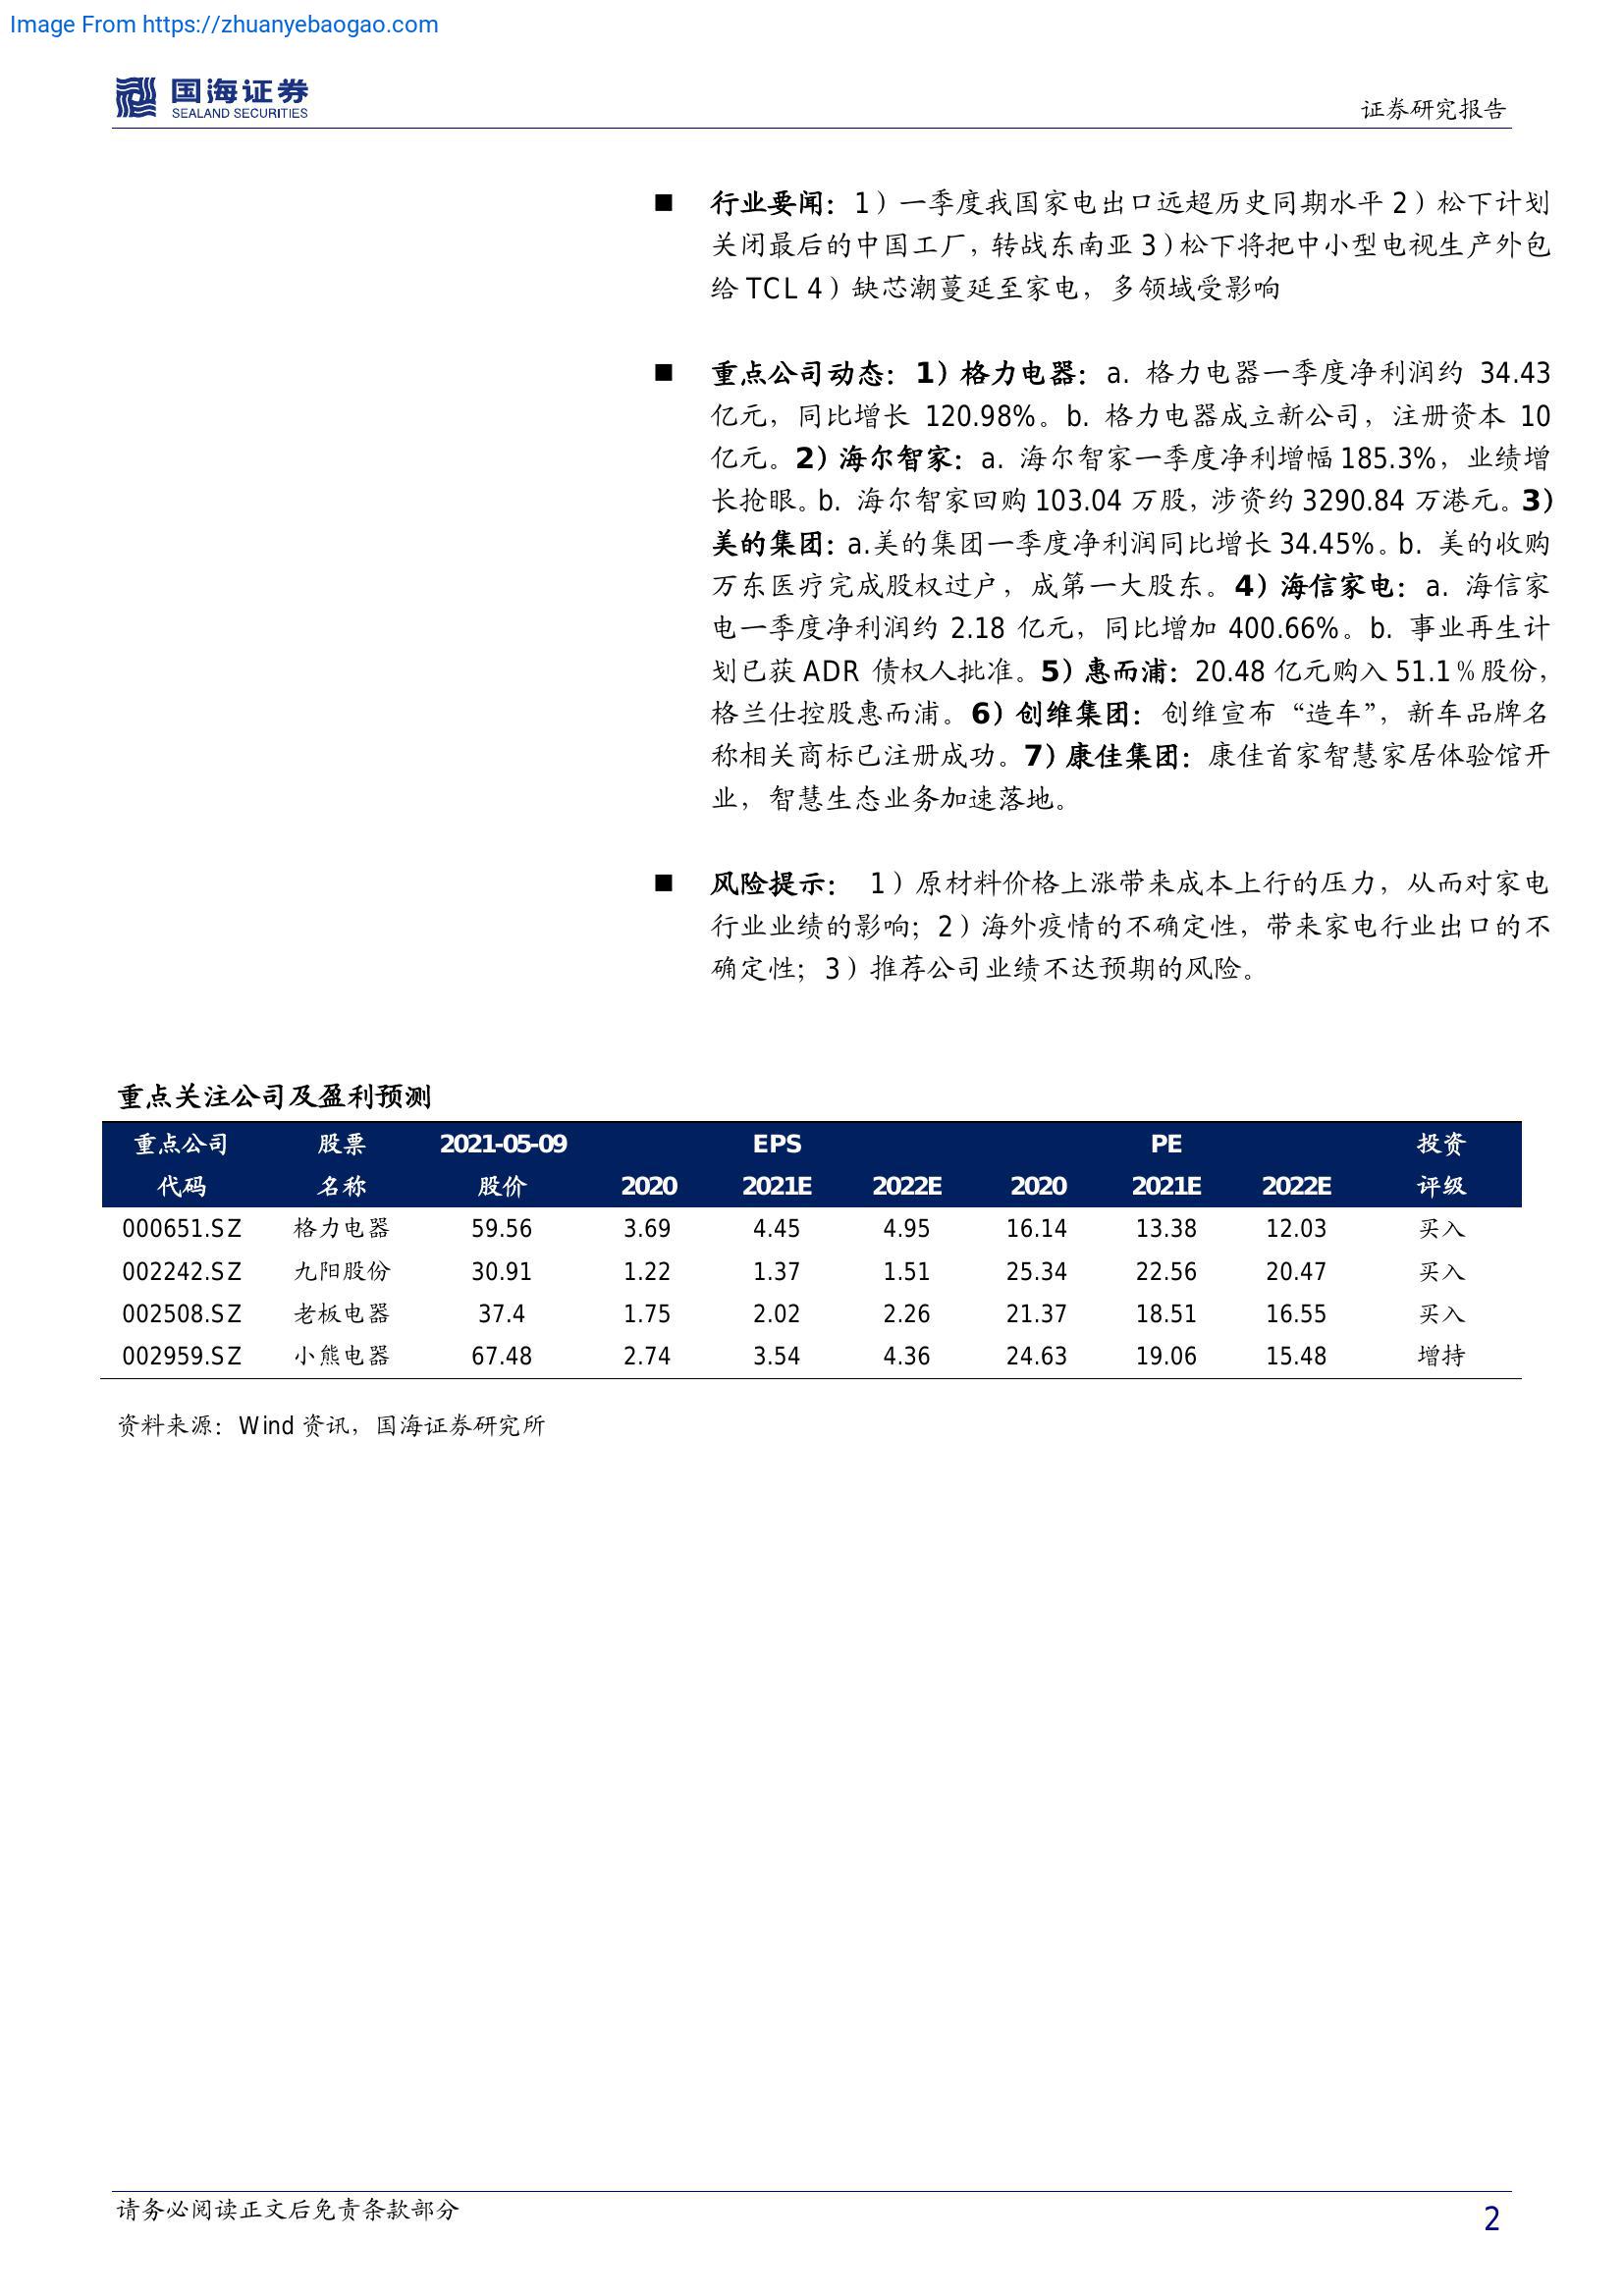 Image From https://zhuanyebaogao.com
国海证券
SEALAND SECURITIES
证券研究报告
■ 行业要闻：1）一季度我国家电出口远超历史同期水平 2）松下计划
关闭最后的中国工厂，转战东南亚 3）松下将把中小型电视生产外包
给 TCL 4）缺芯潮蔓延至家电，多领域受影响
■ 重点公司动态：1）格力电器：a. 格力电器一季度净利润约 34.43
亿元，同比增长 120.98%。b. 格力电器成立新公司，注册资本 10
亿元。2）海尔智家：a. 海尔智家一季度净利增幅 185.3%，业绩增
长抢眼。b. 海尔智家回购 103.04 万股，涉资约 3290.84 万港元。3）
美的集团：a.美的集团一季度净利润同比增长 34.45%。b. 美的收购
万东医疗完成股权过户，成第一大股东。4）海信家电：a. 海信家
电一季度净利润约 2.18 亿元，同比增加 400.66%。b. 事业再生计
划已获 ADR 债权人批准。5）惠而浦：20.48 亿元购入 51.1％股份，
格兰仕控股惠而浦。6）创维集团：创维宣布“造车”，新车品牌名
称相关商标已注册成功。7）康佳集团：康佳首家智慧家居体验馆开
业，智慧生态业务加速落地。
■ 风险提示： 1）原材料价格上涨带来成本上行的压力，从而对家电
行业业绩的影响；2）海外疫情的不确定性，带来家电行业出口的不
确定性；3）推荐公司业绩不达预期的风险。
重点关注公司及盈利预测
重点公司 股票 2021-05-09 EPS PE 投资
代码 名称 股价 2020 2021E 2022E 2020 2021E 2022E 评级
000651.SZ 格力电器 59.56 3.69 4.45 4.95 16.14 13.38 12.03 买入
002242.SZ 九阳股份 30.91 1.22 1.37 1.51 25.34 22.56 20.47 买入
002508.SZ 老板电器 37.4 1.75 2.02 2.26 21.37 18.51 16.55 买入
002959.SZ 小熊电器 67.48 2.74 3.54 4.36 24.63 19.06 15.48 增持
资料来源：Wind 资讯，国海证券研究所
请务必阅读正文后免责条款部分
2